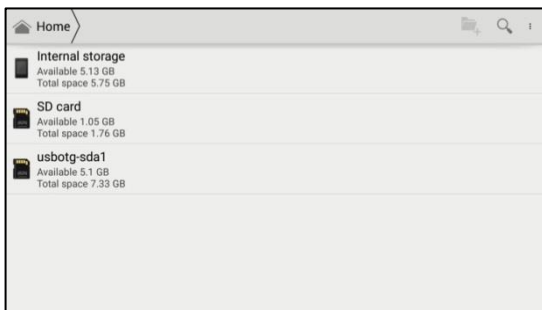 Home
Internal storage
Available 5.13 GB
Total space 5.75 GB
SD card
Available 1.05 GB
Total space 1.76 GB
usbotg-sda1
Available 5.1 GB
Total space 7.33 GB